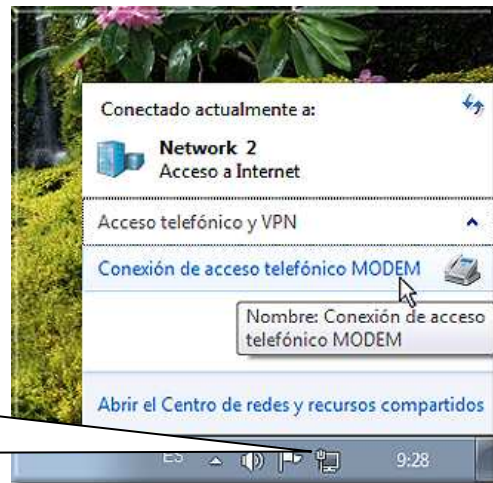 Conectado actualmente a:
Network 2
Acceso a Internet
Acceso telefónico y VPN
Conexión de acceso telefónico MODEM
Nombre: Conexión de acceso
telefónico MODEM
Abrir el Centro de redes y recursos compartidos
ES
9:28